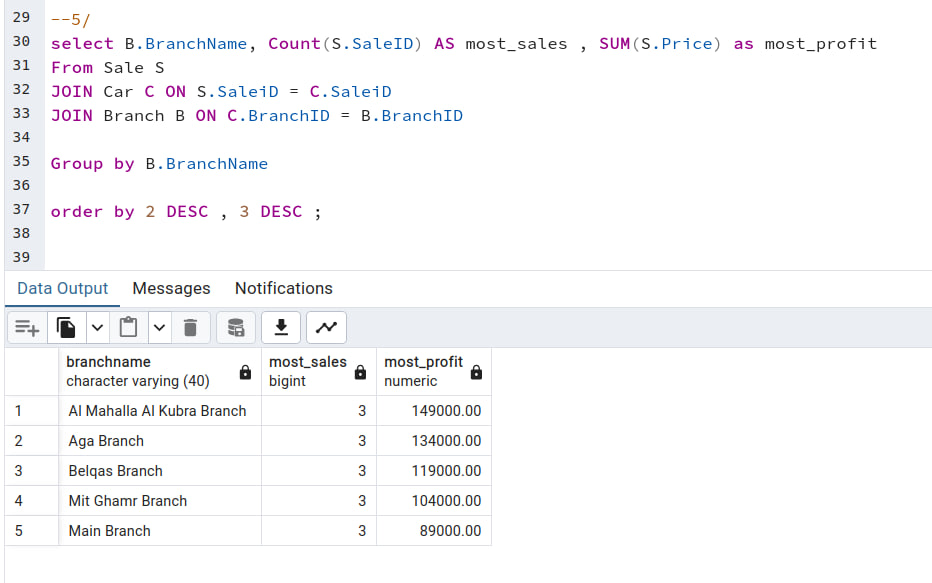 29 --5/
30 select B.BranchName, Count(S.SaleID) AS most_sales , SUM(S.Price) as most_profit
31 From Sale S
32 JOIN Car C ON S.SaleiD = C.SaleiD
33 JOIN Branch B ON C.BranchID = B.BranchID
34
35 Group by B.BranchName
36
37 order by 2 DESC , 3 DESC ;
38
39
Data Output Messages Notifications
branchname most_sales most_profit
character varying (40) bigint numeric
1 Al Mahalla Al Kubra Branch 3 149000.00
2 Aga Branch 3 134000.00
3 Belqas Branch 3 119000.00
4 Mit Ghamr Branch 3 104000.00
5 Main Branch 3 89000.00